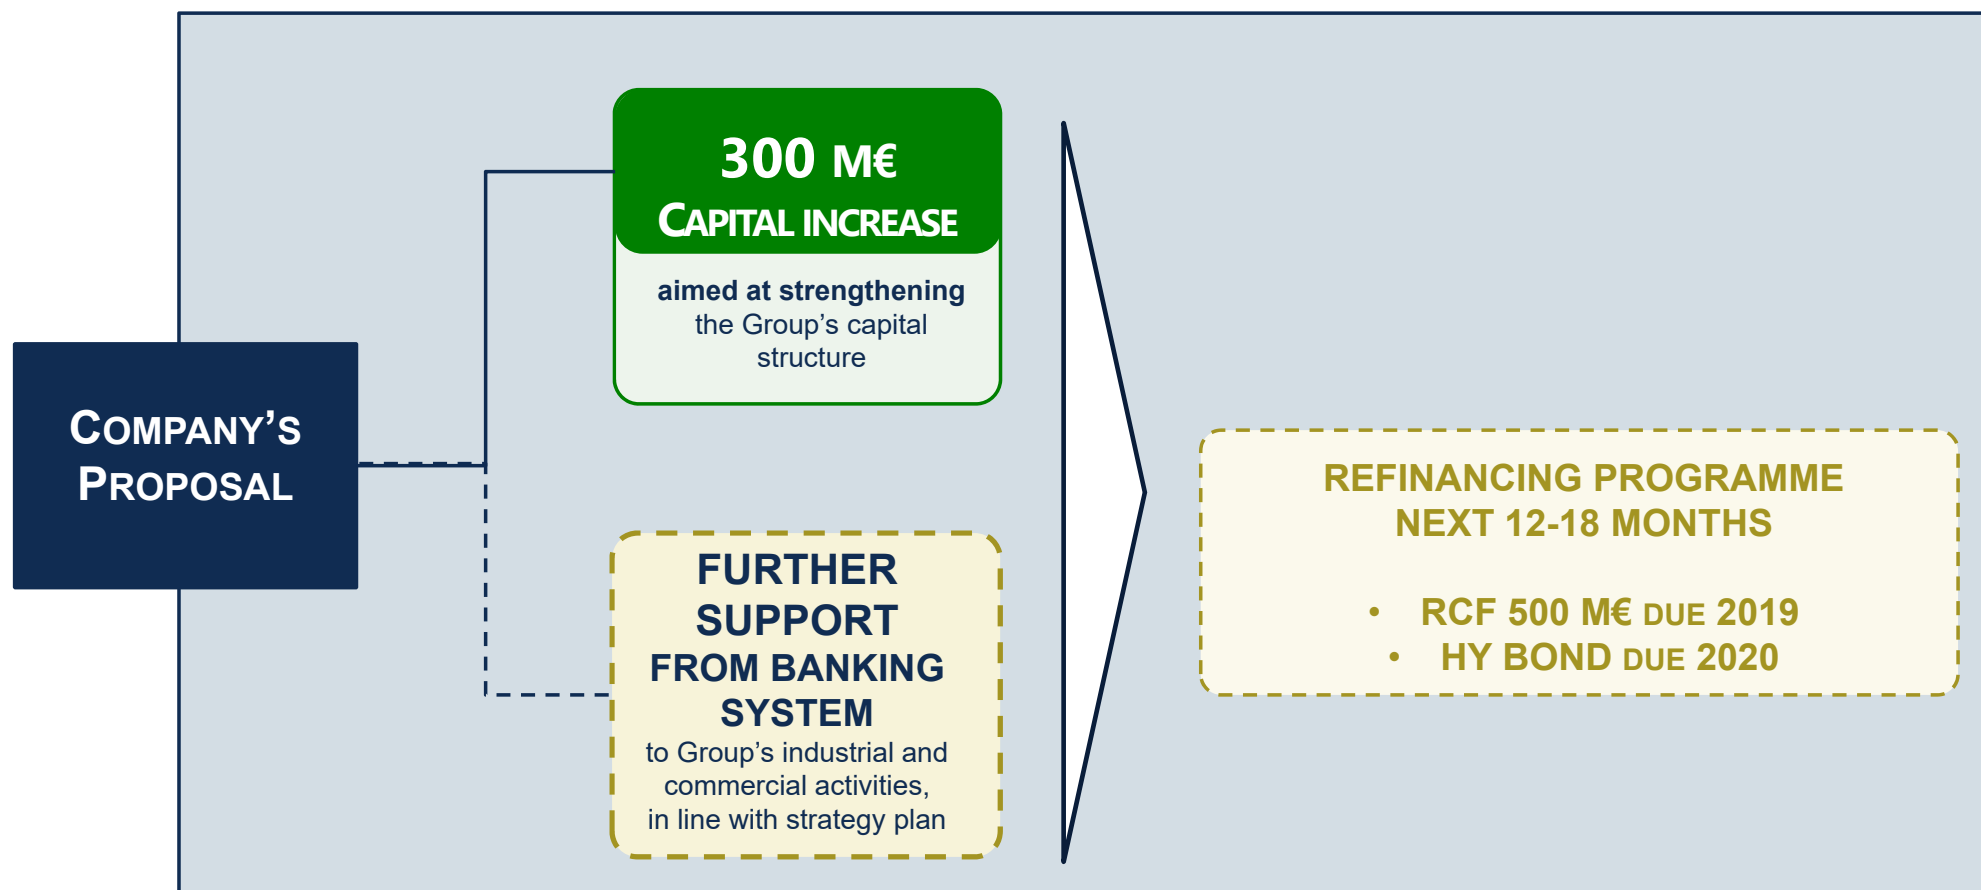 COMPANY’S
PROPOSAL
300 M€
CAPITAL INCREASE
aimed at strengthening
the Group’s capital
structure
FURTHER
SUPPORT
FROM BANKING
SYSTEM
to Group’s industrial and
commercial activities,
in line with strategy plan
REFINANCING PROGRAMME
NEXT 12-18 MONTHS
• RCF 500 M€ DUE 2019
• HY BOND DUE 2020